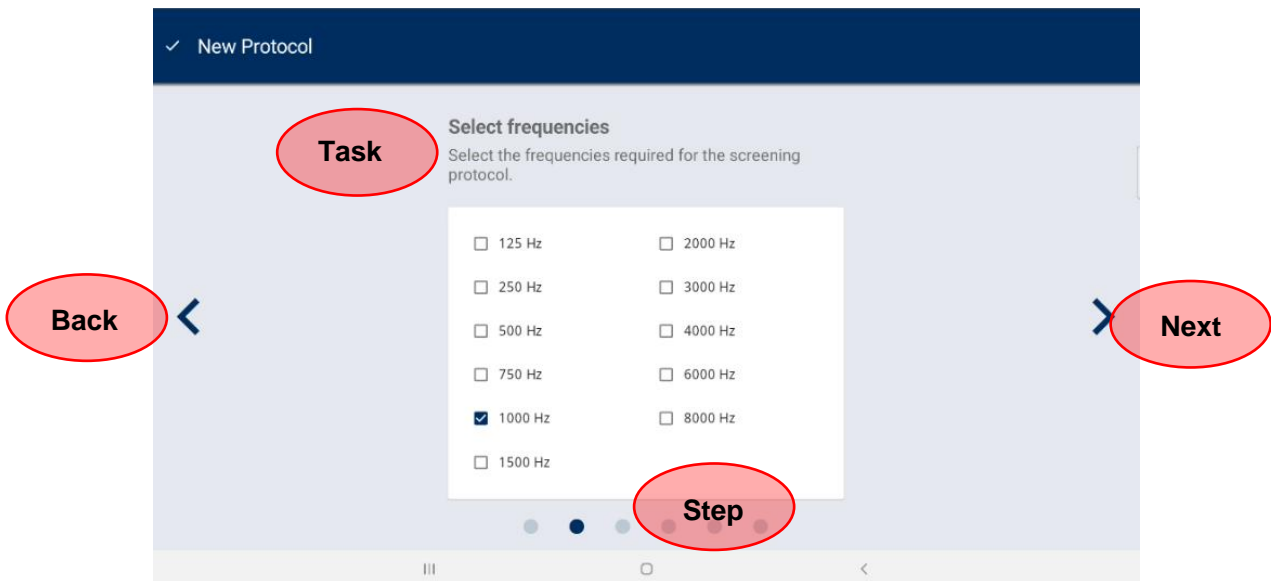 New Protocol
Select frequencies
Task
Select the frequencies required for the screening
protocol.
125 Hz
2000 Hz
250 Hz
3000 Hz
Back
Next
500 Hz
4000 Hz
750 Hz
6000 Hz
1000 Hz
8000 Hz
1500 Hz
Step